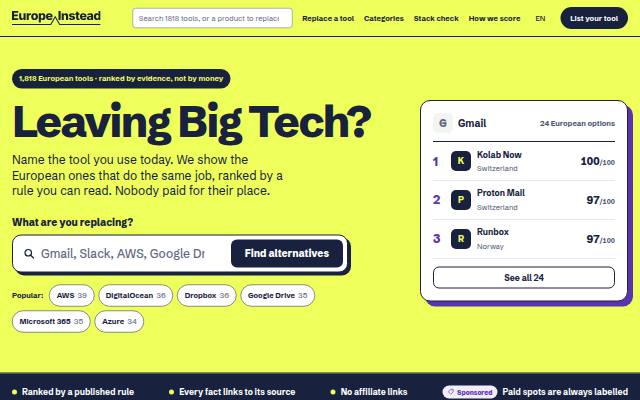 Europe Instead
Search 1818 tools, or a product to replace
Replace a tool
Categories
Stack check
How we score
EN
List your tool
1,818 European tools · ranked by evidence, not by money
Leaving Big Tech?
Name the tool you use today. We show the
European ones that do the same job, ranked by a
rule you can read. Nobody paid for their place.
What are you replacing?
Gmail, Slack, AWS, Google Dr
Find alternatives
Popular:
AWS 39
DigitalOcean 36
Dropbox 36
Google Drive 35
Microsoft 365 35
Azure 34
G Gmail
24 European options
1 K Kolab Now 100/100
Switzerland
2 P Proton Mail 97/100
Switzerland
3 R Runbox 97/100
Norway
See all 24
Ranked by a published rule
Every fact links to its source
No affiliate links
Sponsored Paid spots are always labelled